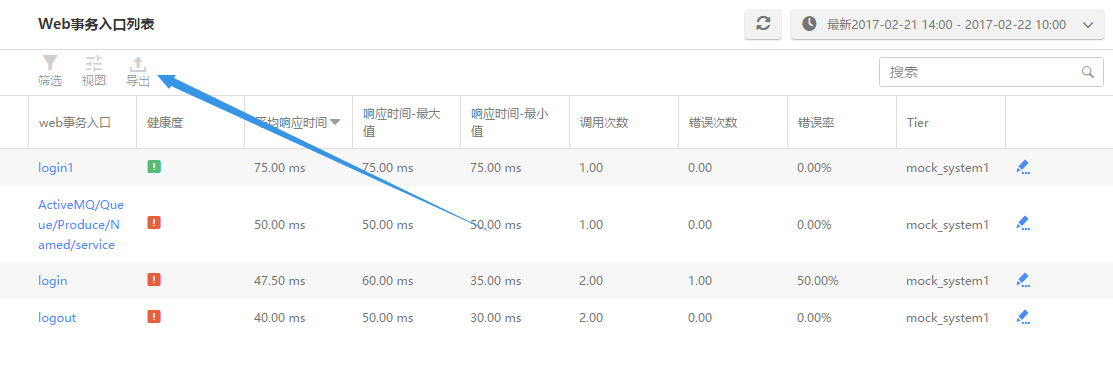 Web事务入口列表
最新2017-02-21 14:00 - 2017-02-22 10:00
筛选 视图 导出
搜索
web事务入口 健康度 平均响应时间 响应时间-最大值 响应时间-最小值 调用次数 错误次数 错误率 Tier
login1 75.00 ms 75.00 ms 75.00 ms 1.00 0.00 0.00% mock_system1
ActiveMQ/Que
ue/Produce/N
amed/service
50.00 ms 50.00 ms 50.00 ms 1.00 0.00 0.00% mock_system1
login 47.50 ms 60.00 ms 35.00 ms 2.00 1.00 50.00% mock_system1
logout 40.00 ms 50.00 ms 30.00 ms 2.00 0.00 0.00% mock_system1